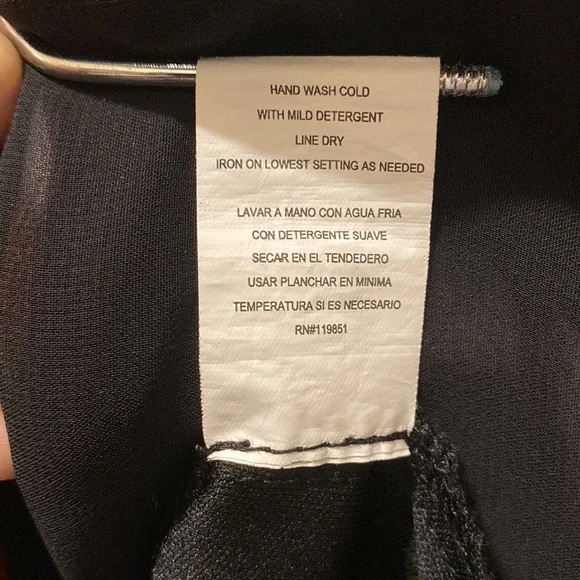 HAND WASH COLD
WITH MILD DETERGENT
LINE DRY
IRON ON LOWEST SETTING AS NEEDED
LAVAR A MANO CON AGUA FRIA
CON DETERGENTE SUAVE
SECAR EN EL TENDEDERO
USAR PLANCHAR EN MINIMA
TEMPERATURA SI ES NECESARIO
RN#119851